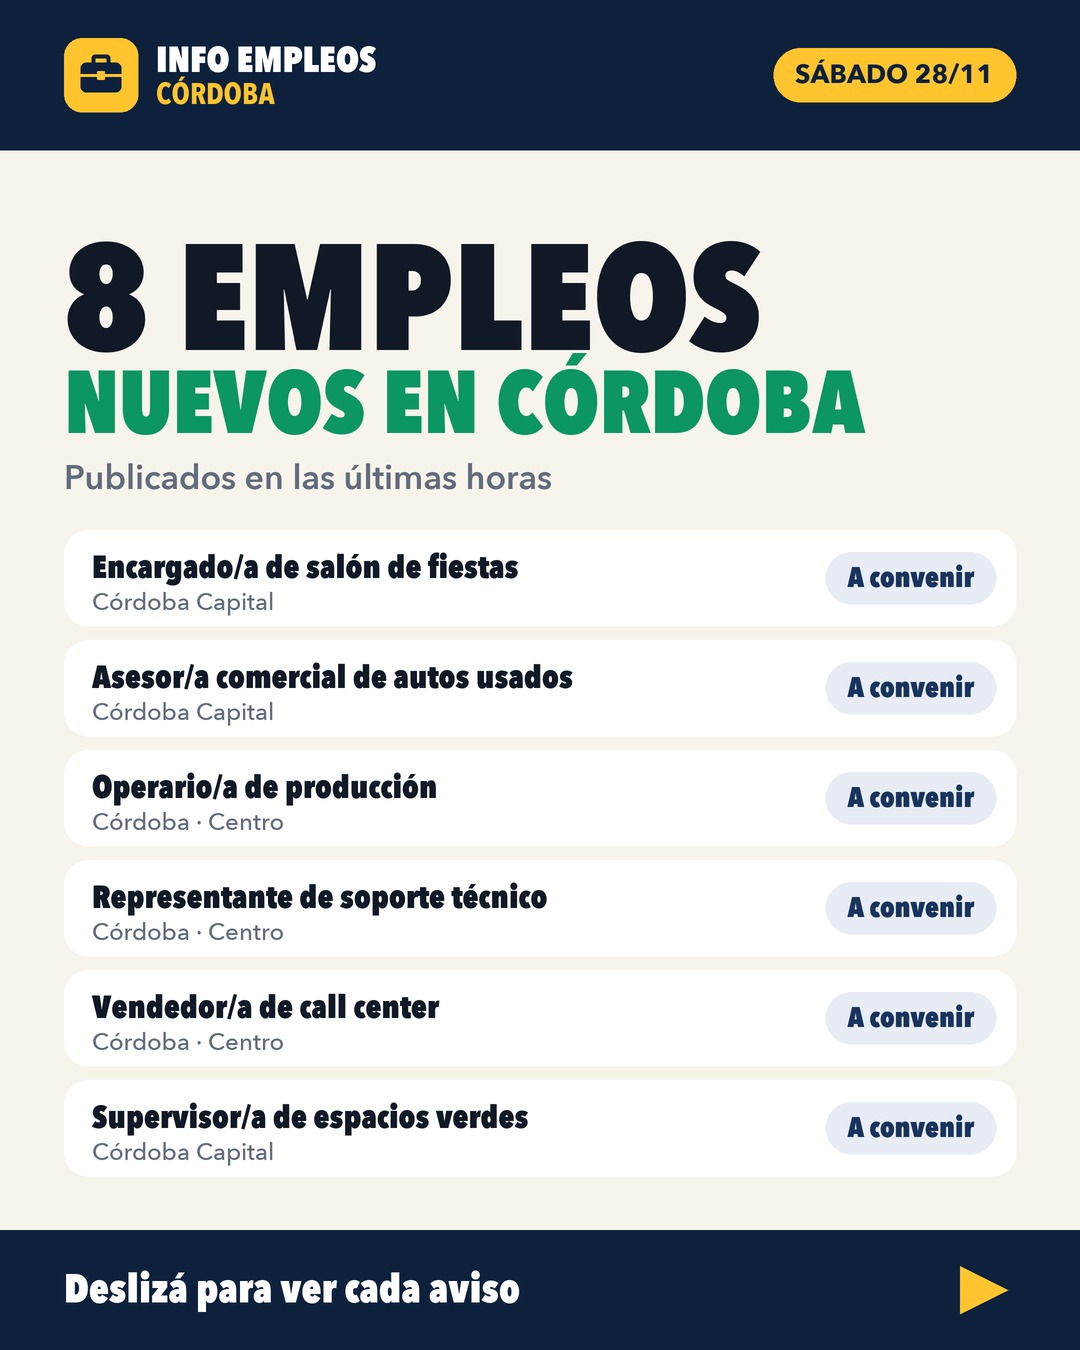 INFO EMPLEOS
CÓRDOBA
SÁBADO 28/11
8 EMPLEOS
NUEVOS EN CÓRDOBA
Publicados en las últimas horas
Encargado/a de salón de fiestas
Córdoba Capital
A convenir
Asesor/a comercial de autos usados
Córdoba Capital
A convenir
Operario/a de producción
Córdoba · Centro
A convenir
Representante de soporte técnico
Córdoba · Centro
A convenir
Vendedor/a de call center
Córdoba · Centro
A convenir
Supervisor/a de espacios verdes
Córdoba Capital
A convenir
Deslizá para ver cada aviso